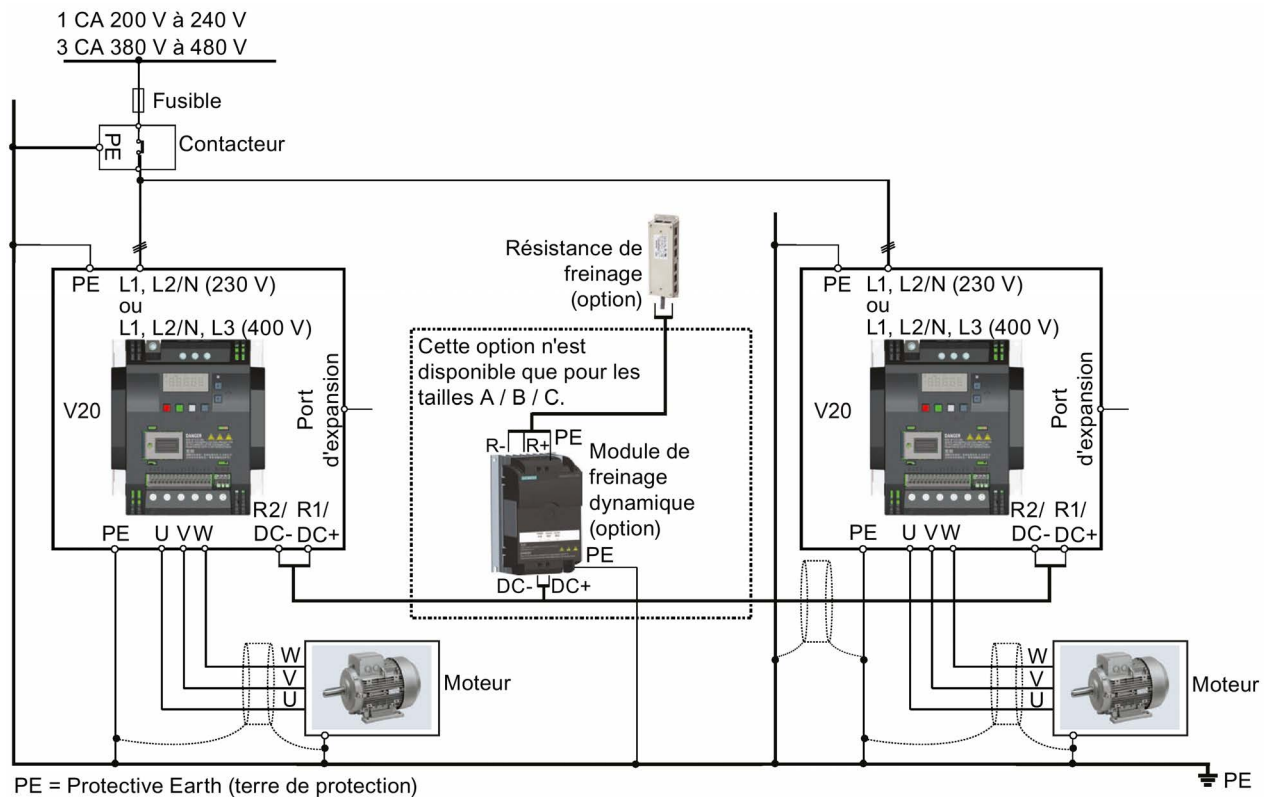 1 CA 200 V à 240 V
3 CA 380 V à 480 V
Fusible
PE
Contacteur
PE
L1, L2/N (230 V)
ou
L1, L2/N, L3 (400 V)
V20
Port
d'expansion
DANGER
PE
U V W
R2/ R1/
DC- DC+
W
V
U
Moteur
Résistance de
freinage
(option)
Cette option n'est
disponible que pour les
tailles A / B / C.
R- R+ PE
Module de
freinage
dynamique
(option)
SIEMENS
PE
DC- DC+
PE
L1, L2/N (230 V)
ou
L1, L2/N, L3 (400 V)
V20
Port
d'expansion
DANGER
PE
U V W
R2/ R1/
DC- DC+
W
V
U
Moteur
PE
PE = Protective Earth (terre de protection)